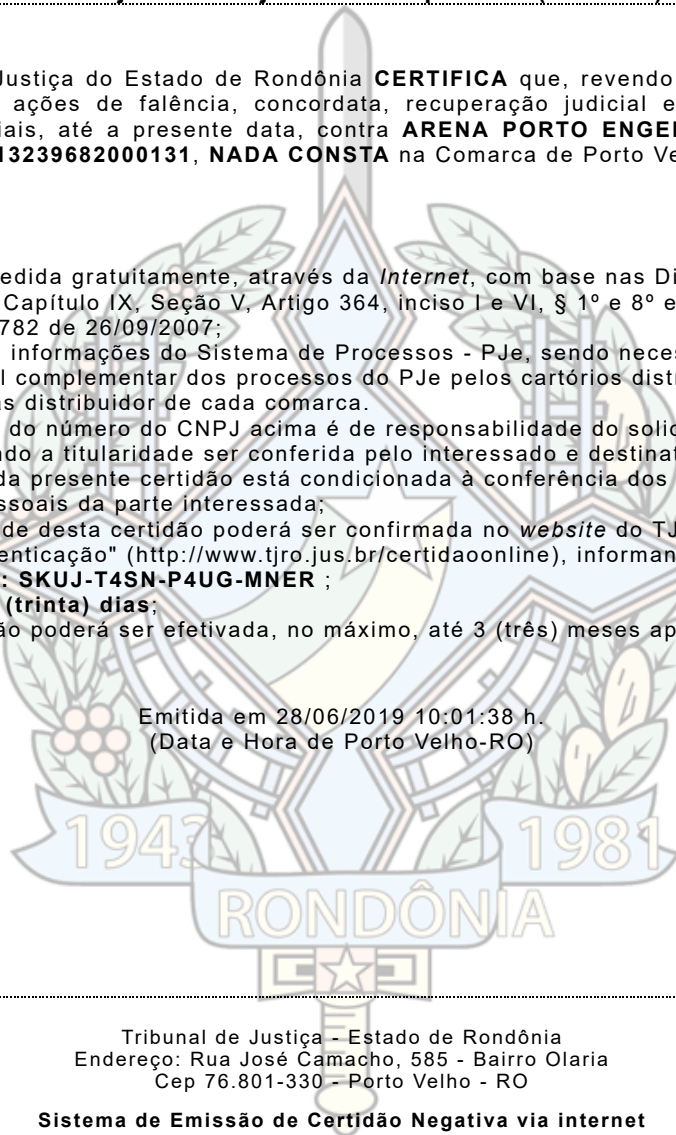 Justiça do Estado de Rondônia CERTIFICA que, revendo
ações de falência, concordata, recuperação judicial e
iais, até a presente data, contra ARENA PORTO ENGE
13239682000131, NADA CONSTA na Comarca de Porto Ve
edida gratuitamente, através da Internet, com base nas Di
Capítulo IX, Seção V, Artigo 364, inciso I e VI, § 1º e 8º e
782 de 26/09/2007;
informações do Sistema de Processos - PJe, sendo neces
l complementar dos processos do PJe pelos cartórios distr
as distribuidor de cada comarca.
do número do CNPJ acima é de responsabilidade do solic
ndo a titularidade ser conferida pelo interessado e destinat
da presente certidão está condicionada à conferência dos
ssoais da parte interessada;
de desta certidão poderá ser confirmada no website do TJ
enticação" (http://www.tjro.jus.br/certidaoonline), informan
: SKUJ-T4SN-P4UG-MNER ;
(trinta) dias;
ão poderá ser efetivada, no máximo, até 3 (três) meses ap
Emitida em 28/06/2019 10:01:38 h.
(Data e Hora de Porto Velho-RO)
1943 1981
RONDÔNIA
Tribunal de Justiça - Estado de Rondônia
Endereço: Rua José Camacho, 585 - Bairro Olaria
Cep 76.801-330 - Porto Velho - RO
Sistema de Emissão de Certidão Negativa via internet